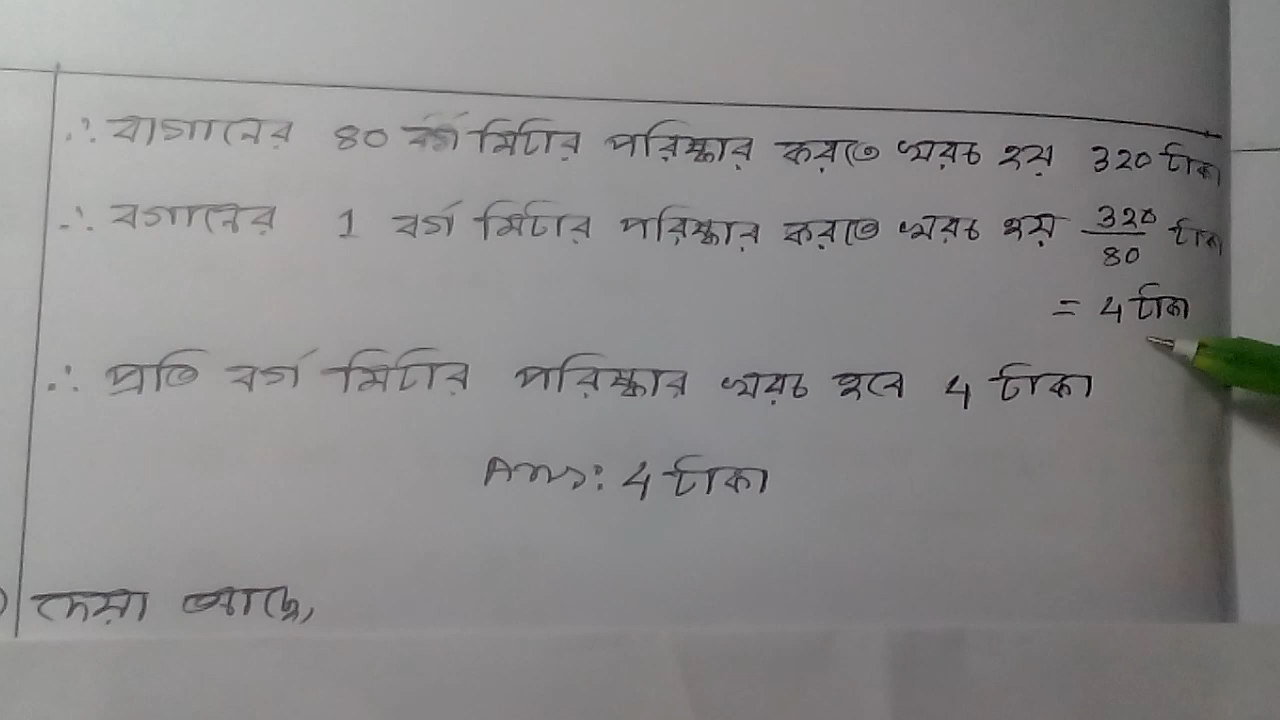 ∴ বাগানের 80 বর্গ মিটার পরিস্কার করতে খরচ হয় 320 টাকা
∴ বগানের 1 বর্গ মিটার পরিস্কার করতে খরচ হয় 320/80 টাকা
= 4 টাকা
∴ প্রতি বর্গ মিটার পরিস্কার খরচ হবে 4 টাকা
Ans: 4 টাকা
দেয়া আছে,